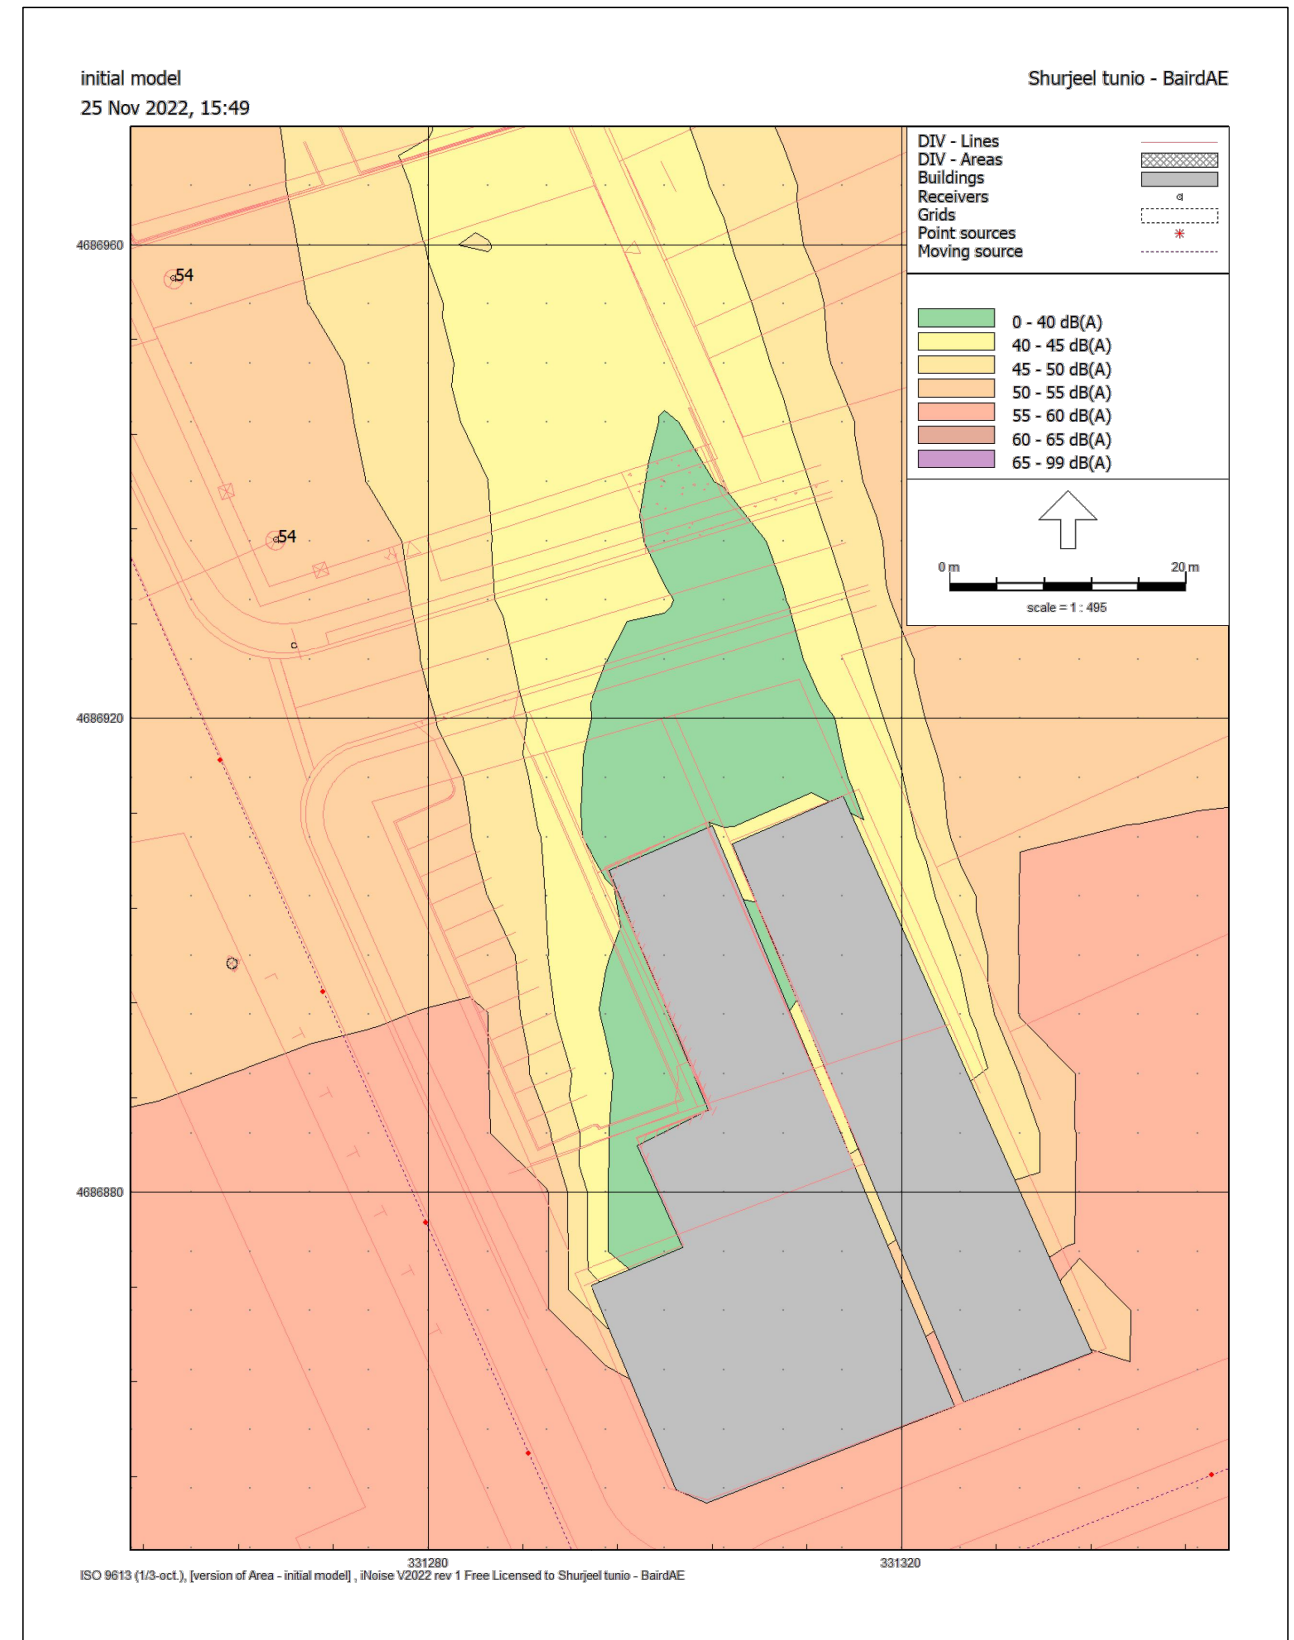 initial model
Shurjeel tunio - BairdAE
25 Nov 2022, 15:49
DIV - Lines
DIV - Areas
Buildings
Receivers
Grids
Point sources
Moving source
4686960
54
0 - 40 dB(A)
40 - 45 dB(A)
45 - 50 dB(A)
50 - 55 dB(A)
55 - 60 dB(A)
60 - 65 dB(A)
65 - 99 dB(A)
54
0 m
20 m
scale = 1 : 495
4686920
4686880
331280
331320
ISO 9613 (1/3-oct.), [version of Area - initial model] , iNoise V2022 rev 1 Free Licensed to Shurjeel tunio - BairdAE